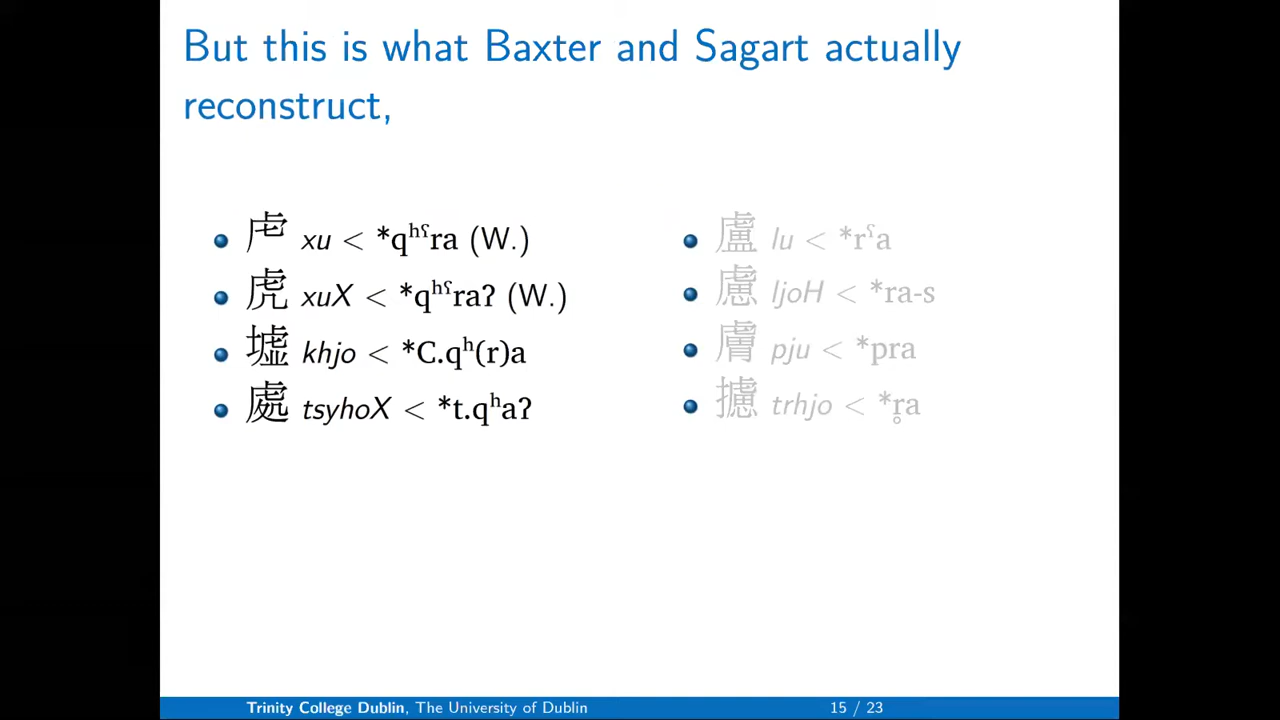 But this is what Baxter and Sagart actually
reconstruct,
虍 xu < *qʰˤra (W.)
虎 xuX < *qʰˤraʔ (W.)
墟 khjo < *C.qʰ(r)a
處 tsyhoX < *t.qʰaʔ
盧 lu < *rˤa
慮 ljoH < *ra-s
膚 pju < *pra
攄 trhjo < *r̥a
Trinity College Dublin, The University of Dublin 15 / 23